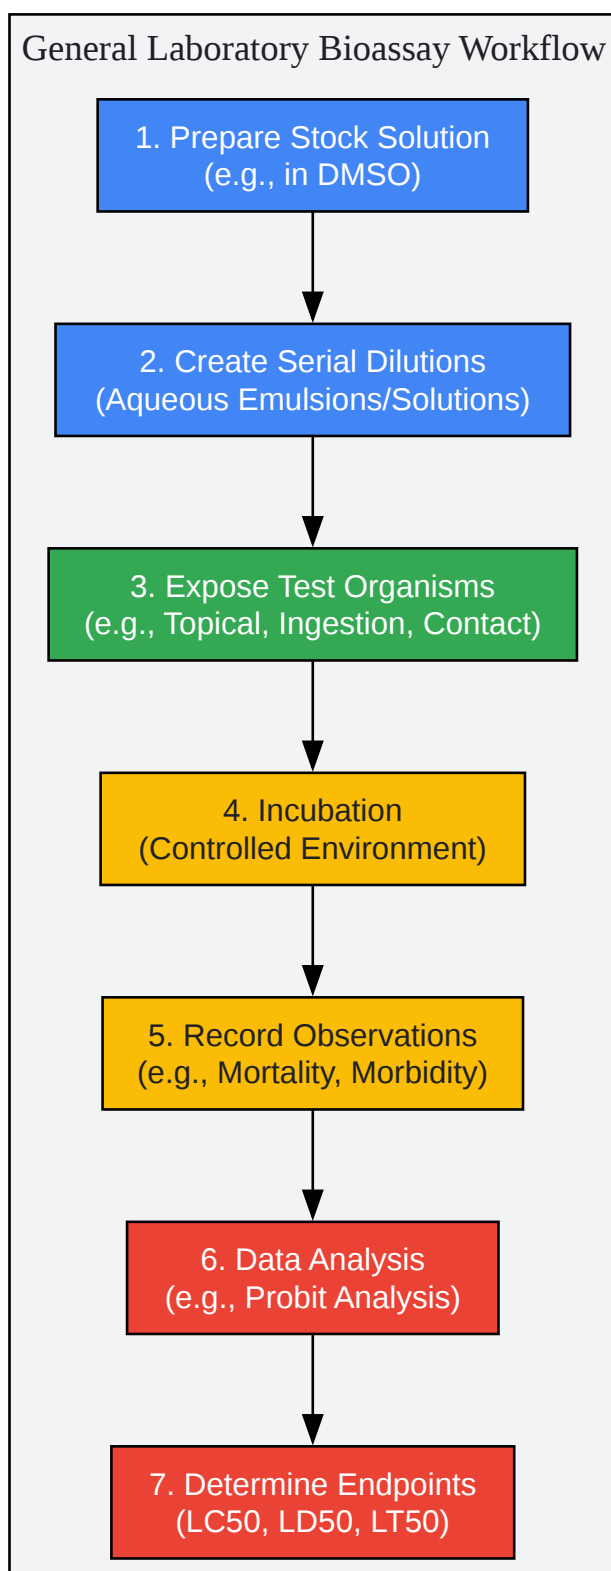 General Laboratory Bioassay Workflow
1. Prepare Stock Solution
(e.g., in DMSO)
2. Create Serial Dilutions
(Aqueous Emulsions/Solutions)
3. Expose Test Organisms
(e.g., Topical, Ingestion, Contact)
4. Incubation
(Controlled Environment)
5. Record Observations
(e.g., Mortality, Morbidity)
6. Data Analysis
(e.g., Probit Analysis)
7. Determine Endpoints
(LC50, LD50, LT50)